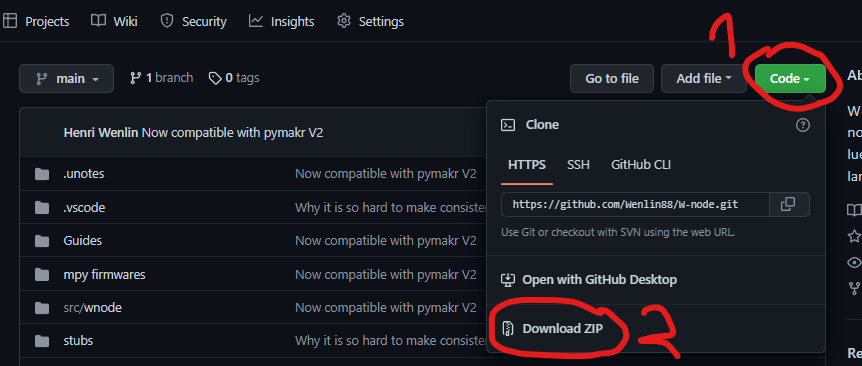 Projects Wiki Security Insights Settings
1
main 1 branch 0 tags Go to file Add file Code
Henri Wenlin Now compatible with pymakr V2
Clone
.unotes Now compatible with pymakr V2
HTTPS SSH GitHub CLI
.vscode Why it is so hard to make consiste
https://github.com/Wenlin88/W-node.git
Guides Now compatible with pymakr V2
Use Git or checkout with SVN using the web URL.
mpy firmwares Now compatible with pymakr V2
Open with GitHub Desktop
src/wnode Now compatible with pymakr V2
Download ZIP 2
stubs Why it is so hard to make consiste
Ab
W-
no
lue
lar
Re